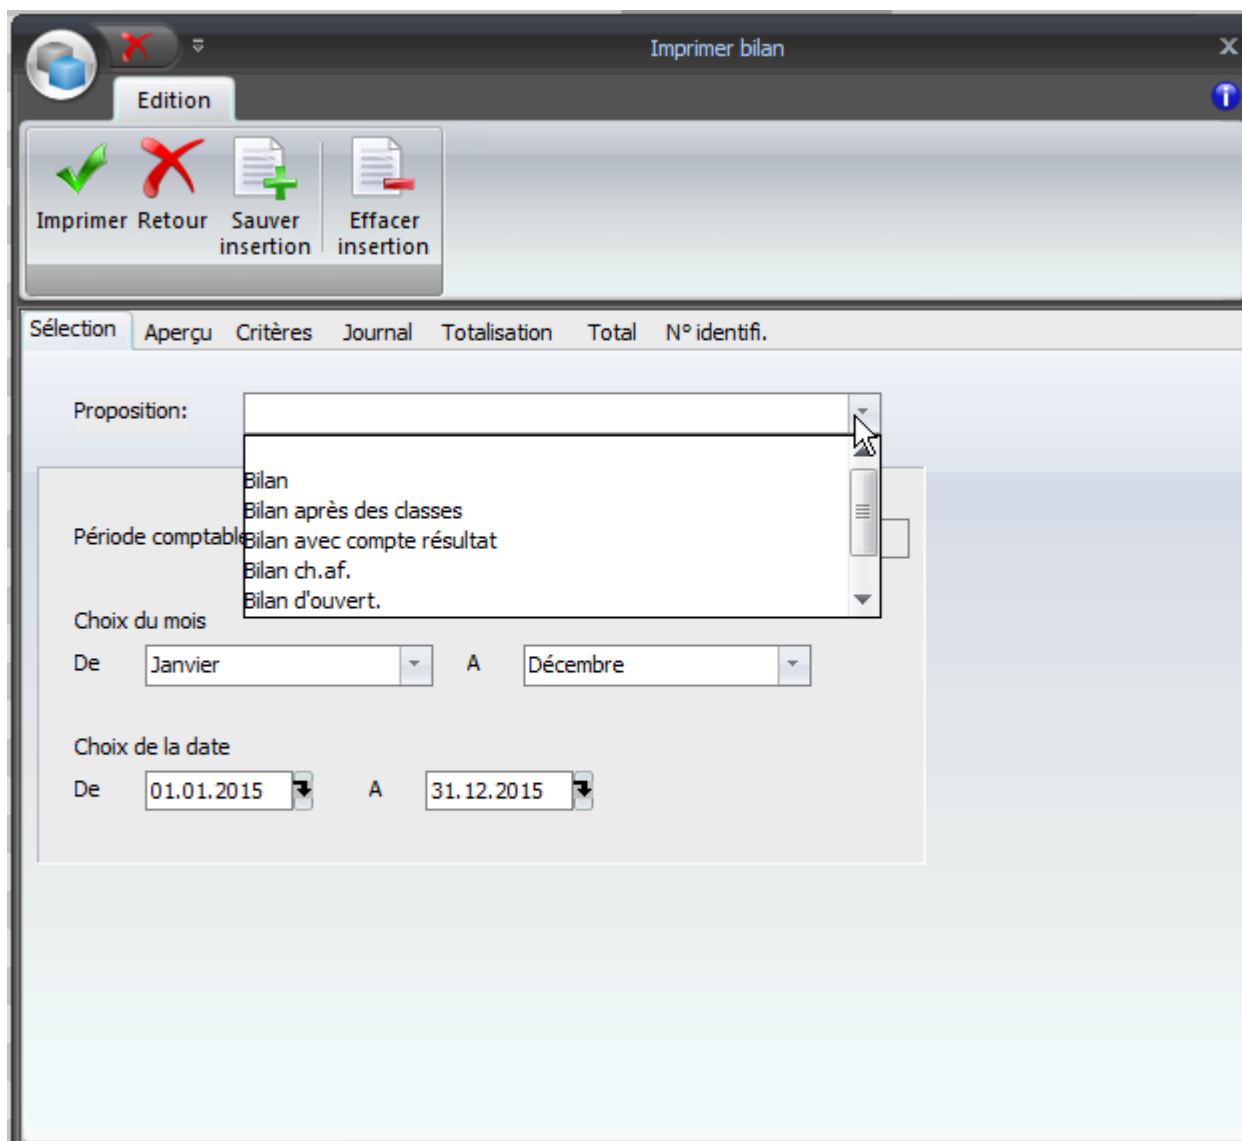 Imprimer bilan
Edition
Imprimer Retour Sauver insertion Effacer insertion
Sélection Aperçu Critères Journal Totalisation Total N° identifi.
Proposition:
Bilan
Bilan après des classes
Période comptable
Bilan avec compte résultat
Bilan ch.af.
Bilan d'ouvert.
Choix du mois
De Janvier A Décembre
Choix de la date
De 01.01.2015 A 31.12.2015